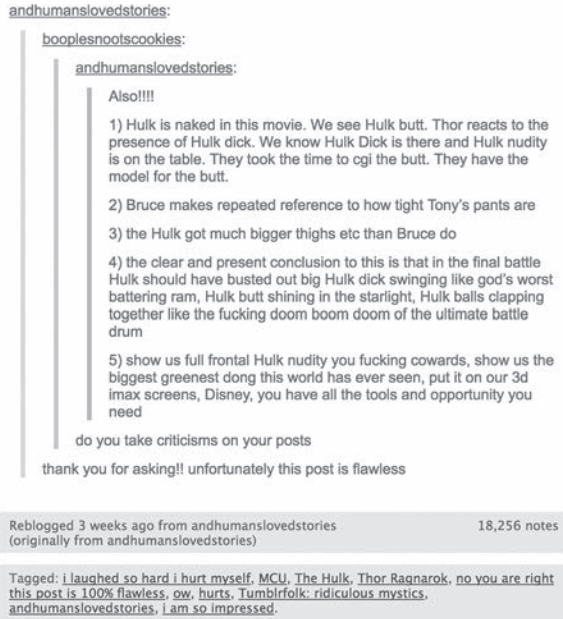 andhumanslovedstories:
booplesnootscookies:
andhumanslovedstories:
Also!!!!
1) Hulk is naked in this movie. We see Hulk butt. Thor reacts to the
presence of Hulk dick. We know Hulk Dick is there and Hulk nudity
is on the table. They took the time to cgi the butt. They have the
model for the butt.
2) Bruce makes repeated reference to how tight Tony's pants are
3) the Hulk got much bigger thighs etc than Bruce do
4) the clear and present conclusion to this is that in the final battle
Hulk should have busted out big Hulk dick swinging like god's worst
battering ram, Hulk butt shining in the starlight, Hulk balls clapping
together like the fucking doom boom doom of the ultimate battle
drum
5) show us full frontal Hulk nudity you fucking cowards, show us the
biggest greenest dong this world has ever seen, put it on our 3d
imax screens, Disney, you have all the tools and opportunity you
need
do you take criticisms on your posts
thank you for asking!! unfortunately this post is flawless
Reblogged 3 weeks ago from andhumanslovedstories 18,256 notes
(originally from andhumanslovedstories)
Tagged: i laughed so hard i hurt myself, MCU, The Hulk, Thor Ragnarok, no you are right
this post is 100% flawless, ow, hurts, Tumblrfolk: ridiculous mystics,
andhumanslovedstories, i am so impressed.